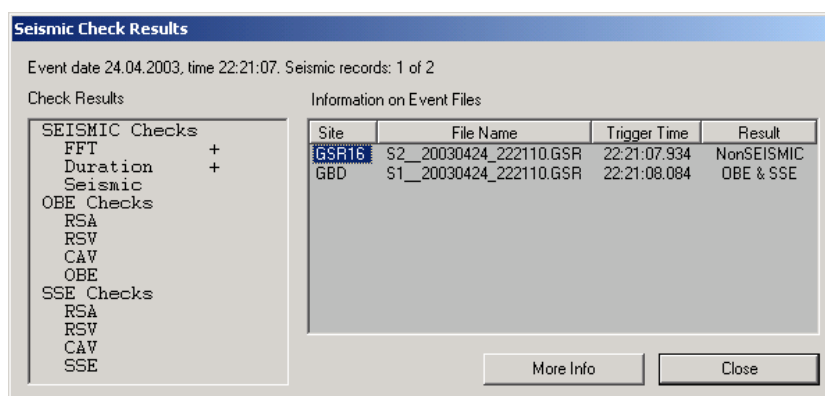 Seismic Check Results
Event date 24.04.2003, time 22:21:07. Seismic records: 1 of 2
Check Results
SEISMIC Checks
FFT +
Duration +
Seismic
OBE Checks
RSA
RSV
CAV
OBE
SSE Checks
RSA
RSV
CAV
SSE
Information on Event Files
Site File Name Trigger Time Result
GSR16 S2__20030424_222110.GSR 22:21:07.934 NonSEISMIC
GBD S1__20030424_222110.GSR 22:21:08.084 OBE & SSE
More Info Close